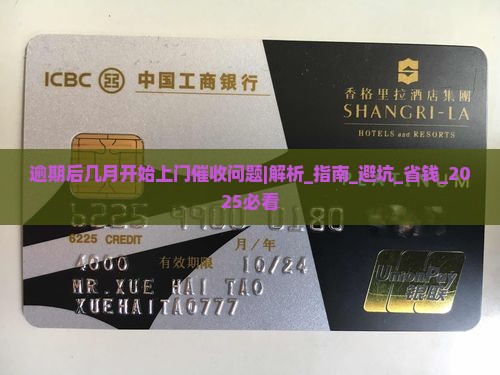 ICBC 中国工商银行
香格里拉酒店集團
SHANGRI-LA
HOTELS and RESORTS
逾期后几月开始上门催收问题|解析_指南_避坑_省钱_20
25必看
6225 CREDIT
月/年
4000 有效期限 10/24
MR.XUE HAI TAO
XUEHAITAO777
UnionPay
银联